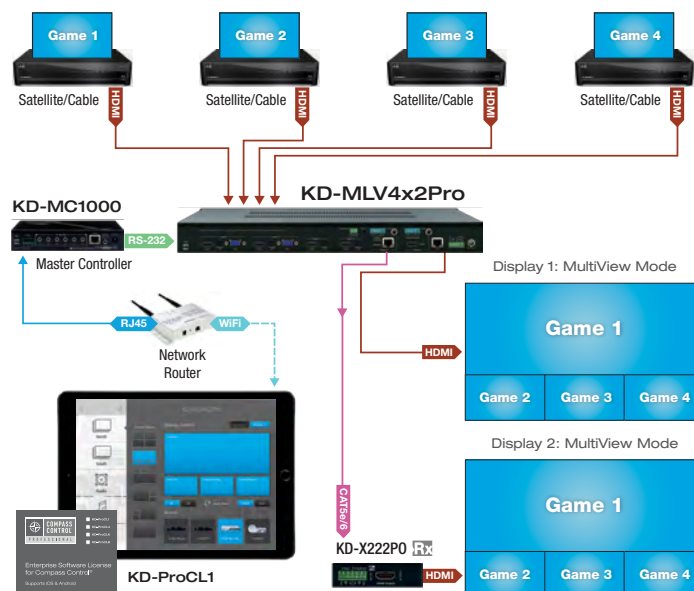 Game 1
Game 2
Game 3
Game 4
Satellite/Cable
Satellite/Cable
Satellite/Cable
Satellite/Cable
HDMI
HDMI
HDMI
HDMI
KD-MLV4x2Pro
KD-MC1000
RS-232
Master Controller
Display 1: MultiView Mode
RJ45
WiFi
Network
Router
Game 1
HDMI
Game 2
Game 3
Game 4
Display 2: MultiView Mode
Game 1
CAT5e/6
COMPASS
CONTROL
PROFESSIONAL
KD-ProCL1
Enterprise Software License
for Compass Control®
Supports iOS & Android
KD-ProCL1
KD-X222PO Rx
HDMI
Game 2
Game 3
Game 4